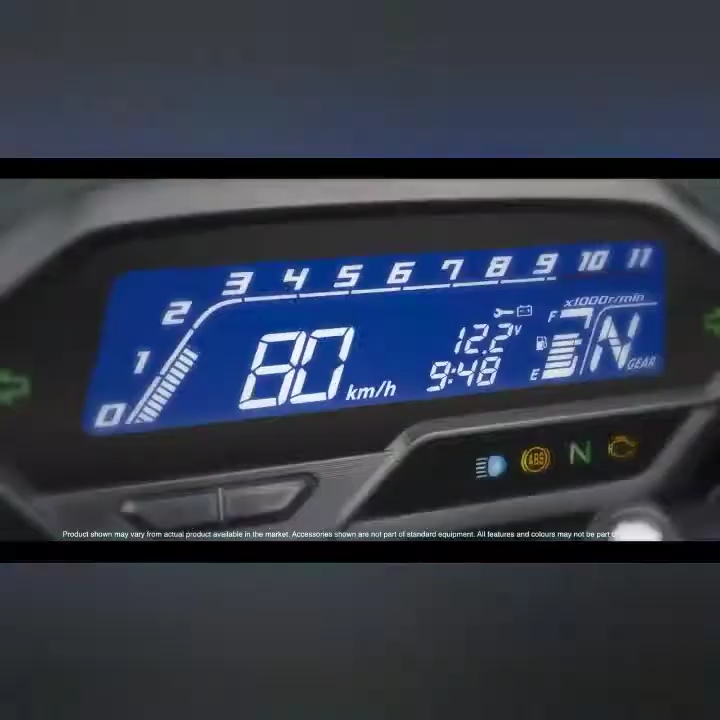 0 1 2 3 4 5 6 7 8 9 10 11
x1000r/min
80 km/h
12.2V
9:48
F
E
N
GEAR
ABS
N
Product shown may vary from actual product available in the market. Accessories shown are not part of standard equipment. All features and colours may not be part